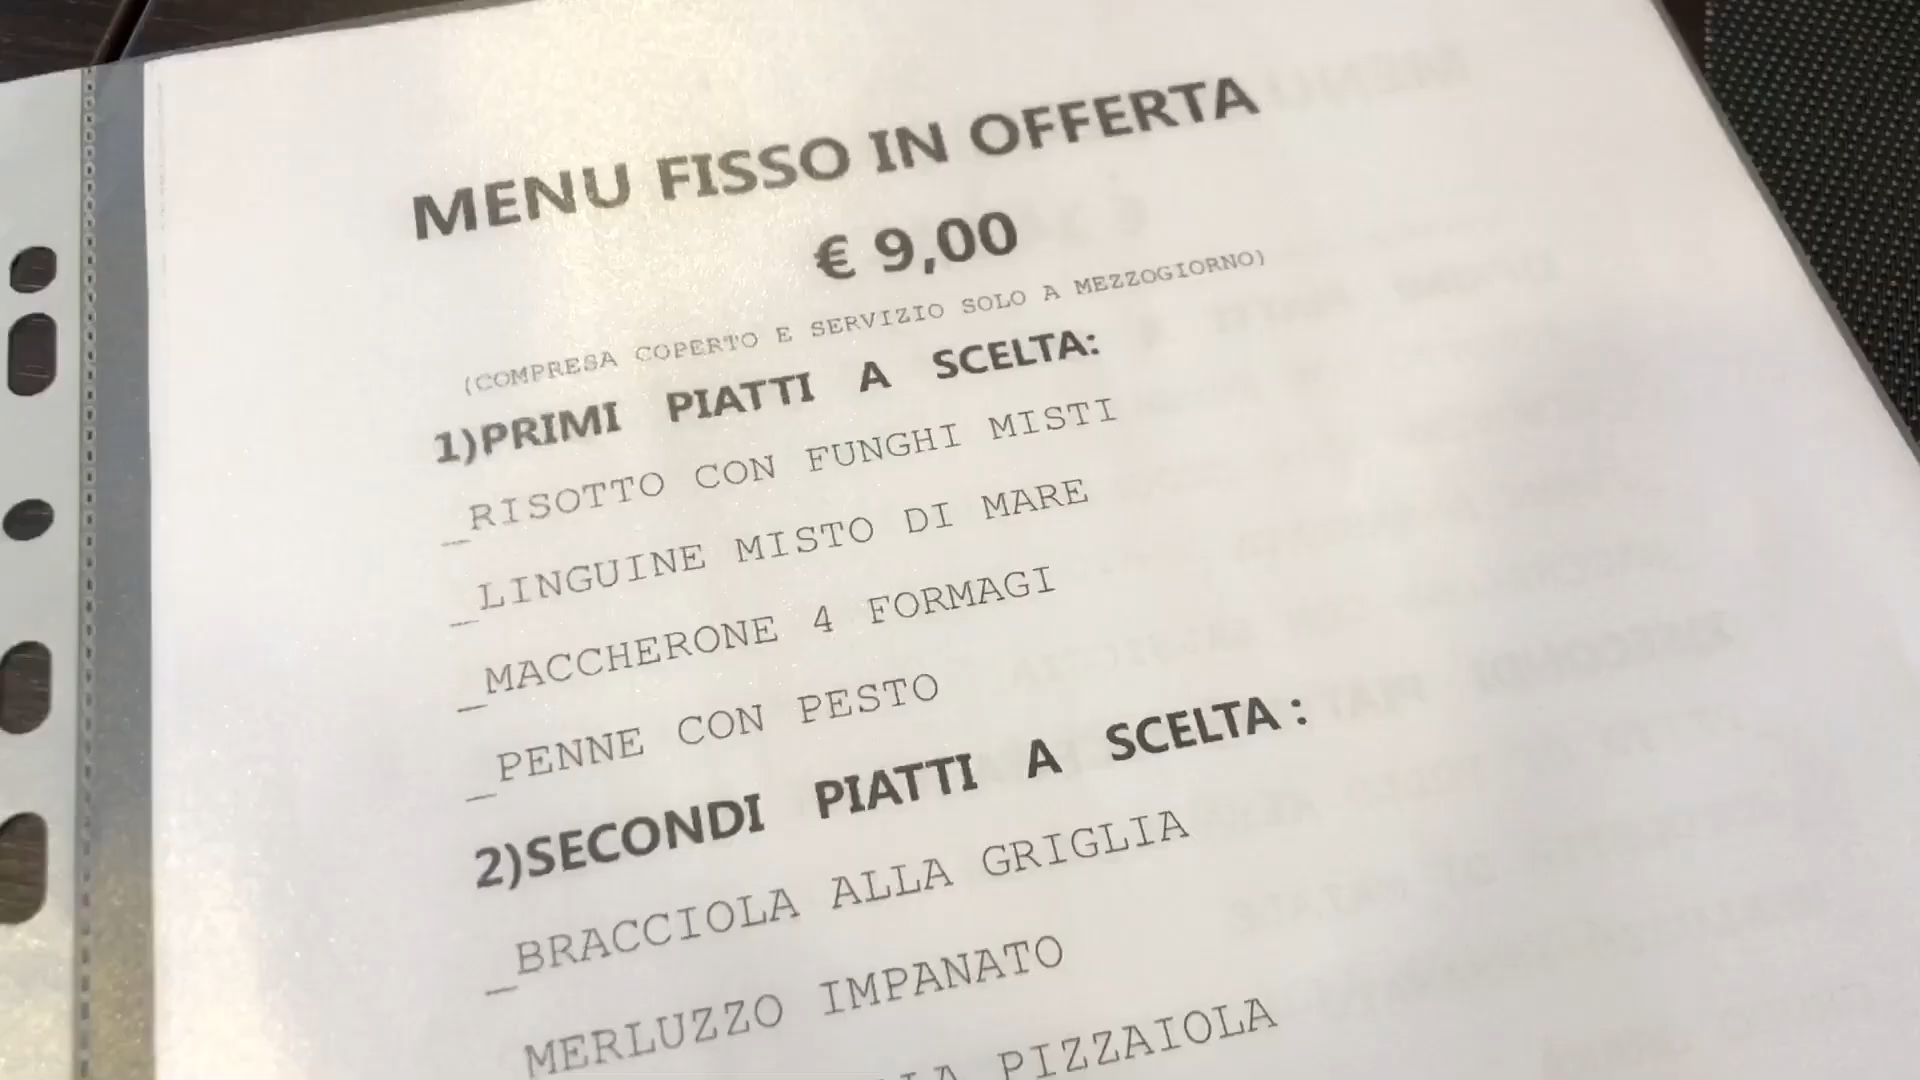 MENU FISSO IN OFFERTA
€ 9,00
(COMPRESA COPERTO E SERVIZIO SOLO A MEZZOGIORNO)
1)PRIMI PIATTI A SCELTA:
_RISOTTO CON FUNGHI MISTI
_LINGUINE MISTO DI MARE
_MACCHERONE 4 FORMAGI
_PENNE CON PESTO
2)SECONDI PIATTI A SCELTA:
_BRACCIOLA ALLA GRIGLIA
MERLUZZO IMPANATO
PIZZAIOLA